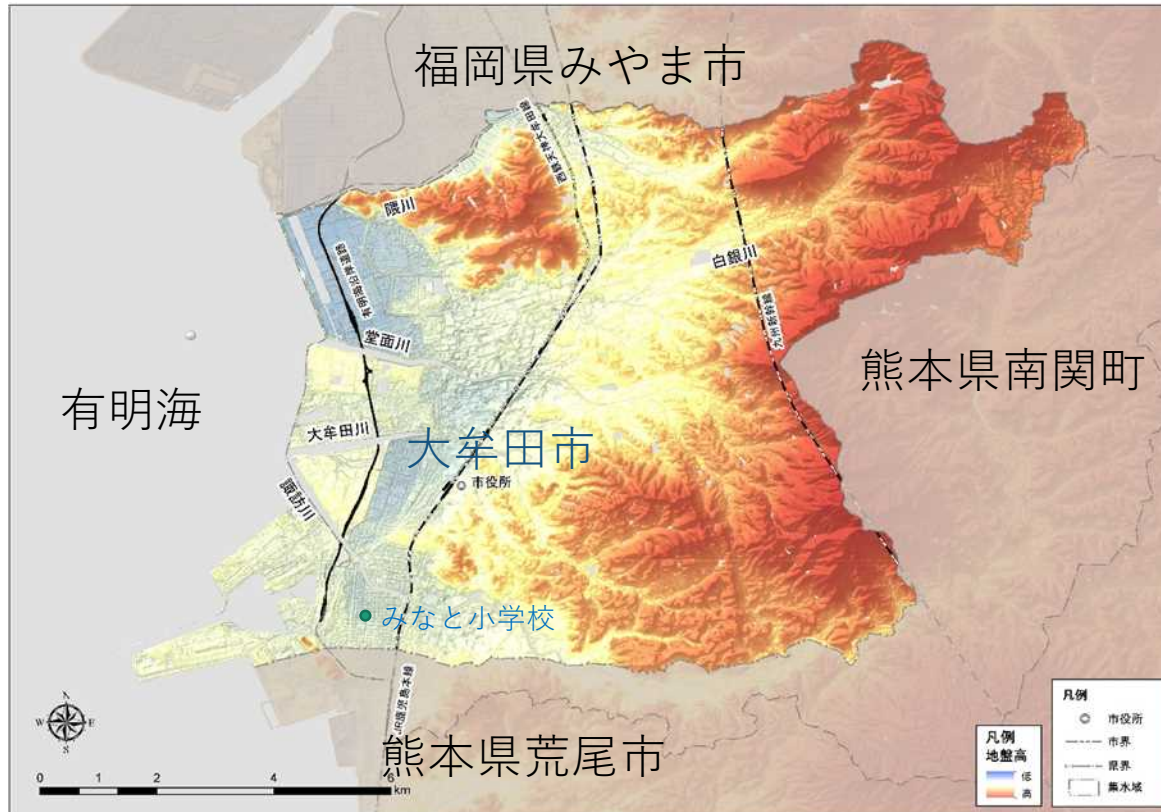 福岡県みやま市
西鉄天神大牟田線
隈川
白銀川
有明海沿岸道路
九州新幹線
堂面川
熊本県南関町
有明海
大牟田川
大牟田市
市役所
諏訪川
みなと小学校
JR鹿児島本線
熊本県荒尾市
N
W
E
S
0
1
2
4
6
km
凡例
地盤高
低
高
凡例
市役所
市界
県界
集水域